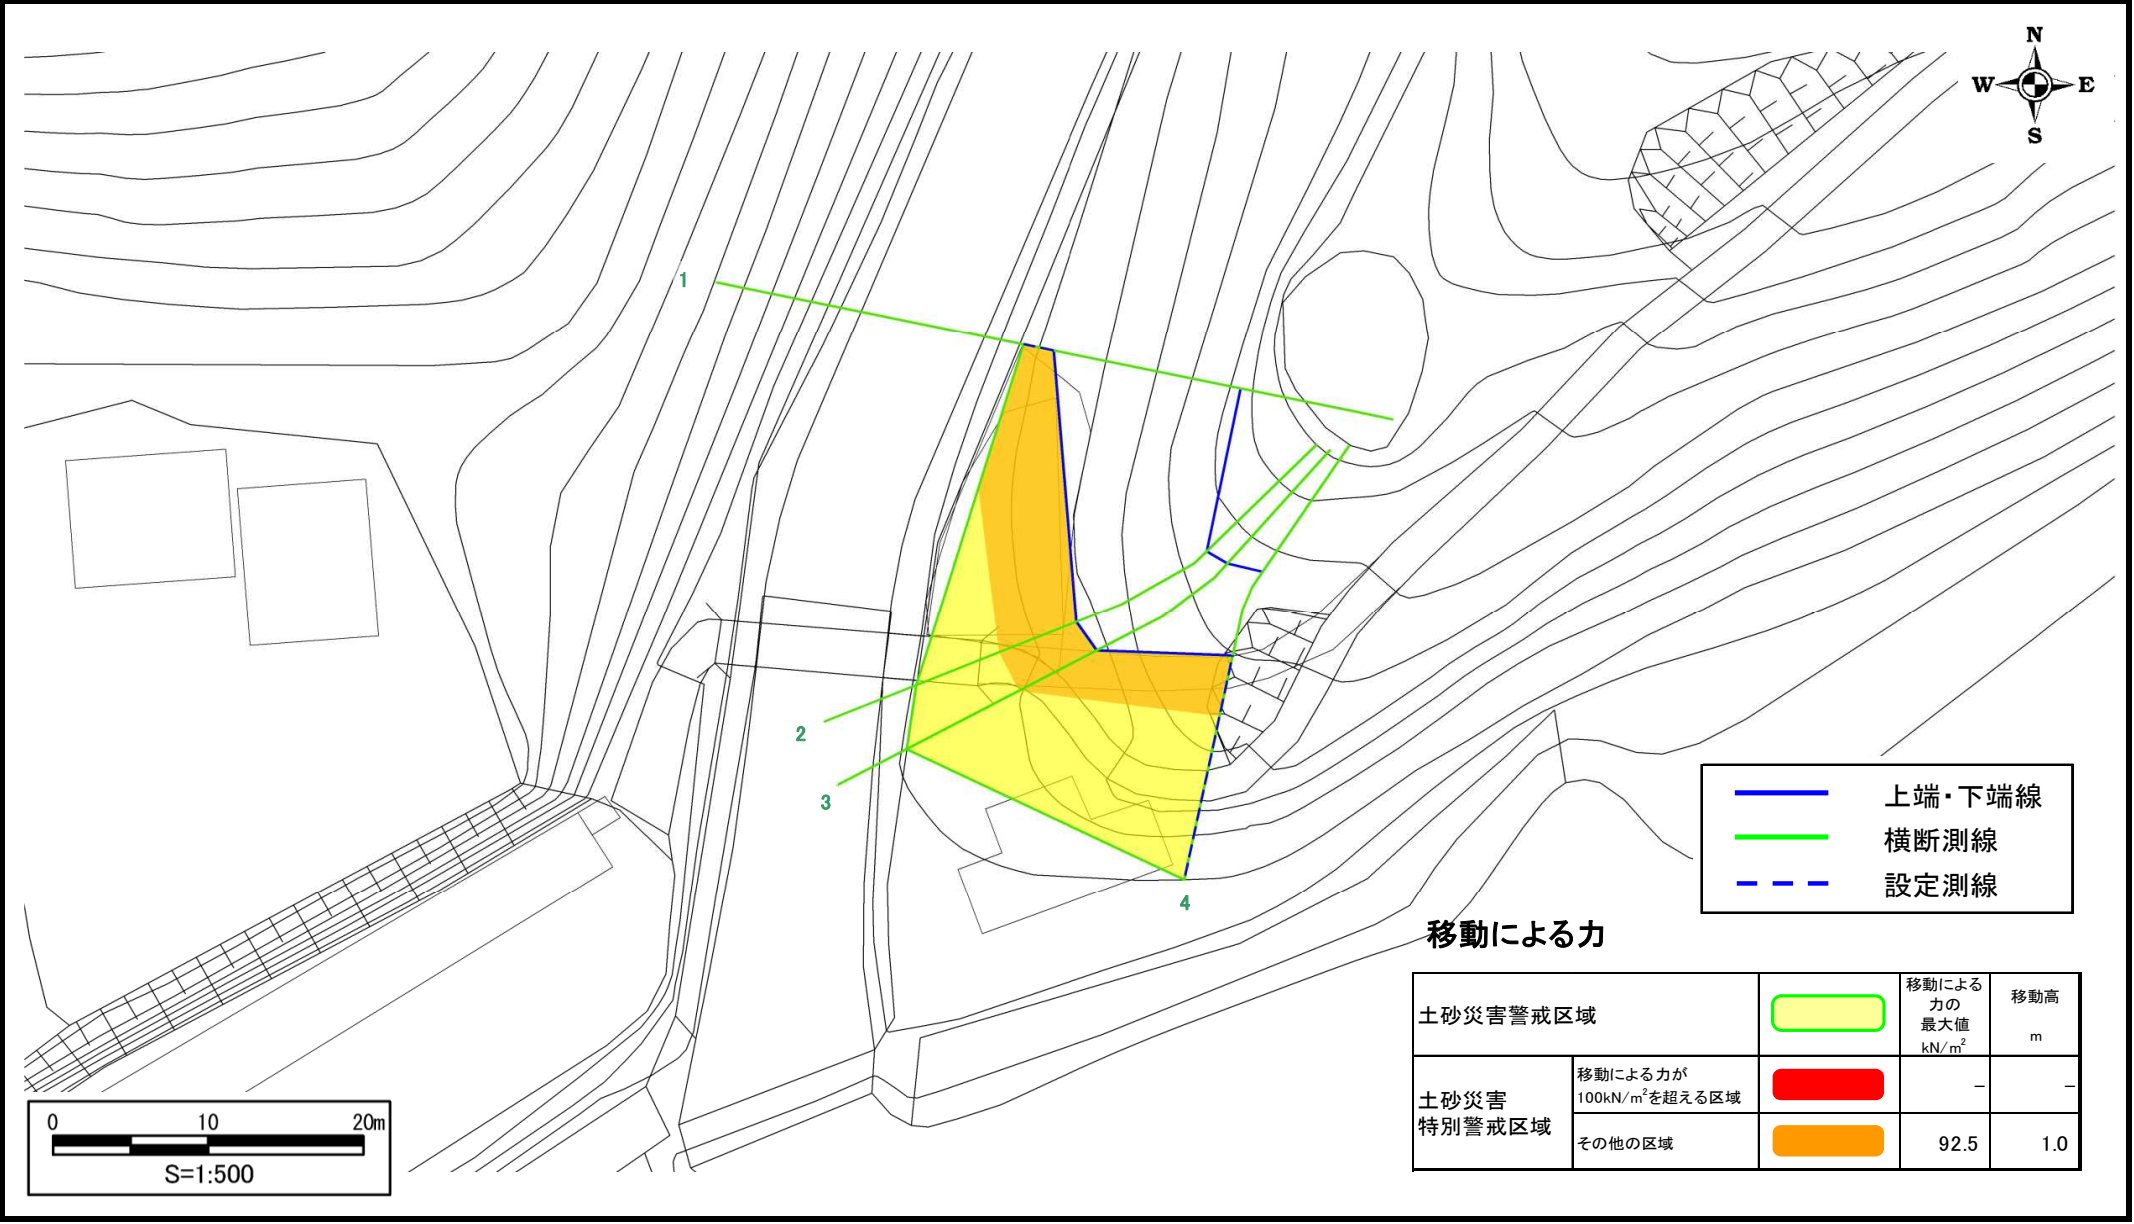 N
W E
S
1
2
3
4
上端・下端線
横断測線
設定測線
移動による力
土砂災害警戒区域
移動による
力の
最大値
kN/㎡
移動高
m
土砂災害
特別警戒区域
移動による力が
100kN/㎡を超える区域
－ －
その他の区域
92.5 1.0
0 10 20m
S=1:500